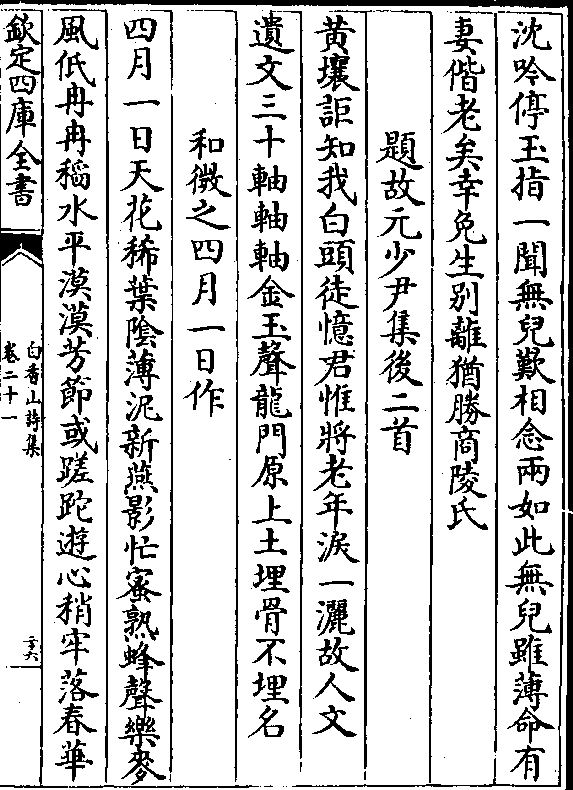 沈吟停玉指一聞無兒歎相念兩如此無兒雖薄命有
妻偕老矣幸免生别離猶勝商陵氏
題故元少尹集後二首
黄壤詎知我白頭徒憶君惟將老年淚一灑故人文
遺文三十軸軸軸金玉聲龍門原上土埋骨不埋名
和微之四月一日作
四月一日天花稀葉陰薄泥新燕影忙蜜熟蜂聲樂麥
風低冉冉稻水平漠漠芳節或蹉跎遊心稍牢落春華
欽定四庫全書
白香山詩集
卷二十一
二十六